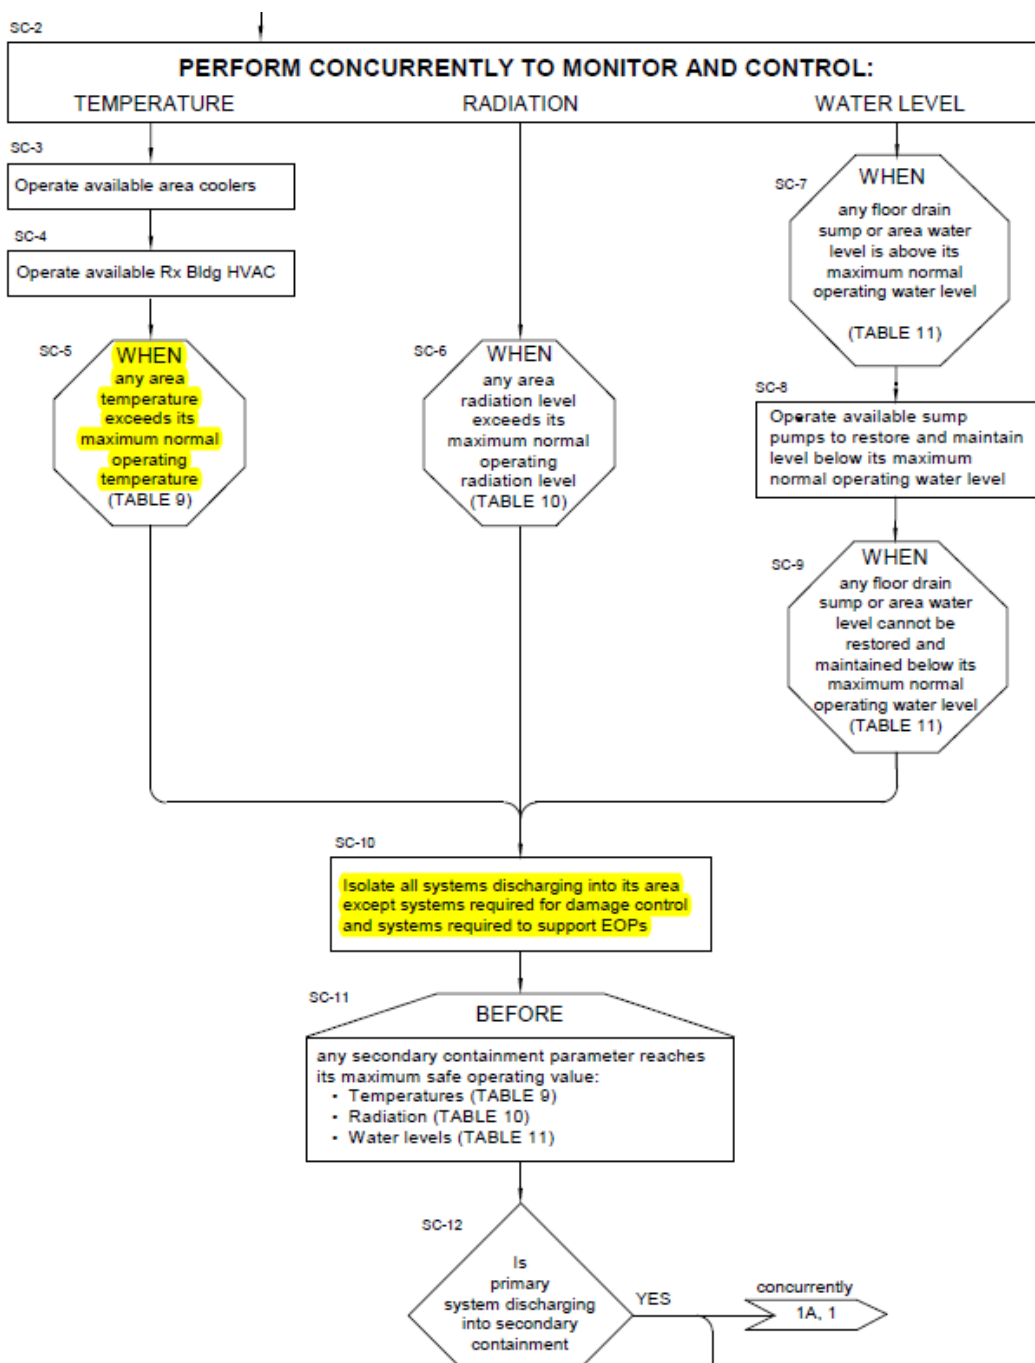 SC-2
PERFORM CONCURRENTLY TO MONITOR AND CONTROL:
TEMPERATURE
RADIATION
WATER LEVEL
SC-3
Operate available area coolers
SC-4
Operate available Rx Bldg HVAC
SC-5
WHEN
any area
temperature
exceeds its
maximum normal
operating
temperature
(TABLE 9)
SC-6
WHEN
any area
radiation level
exceeds its
maximum normal
operating
radiation level
(TABLE 10)
SC-7
WHEN
any floor drain
sump or area water
level is above its
maximum normal
operating water level
(TABLE 11)
SC-8
Operate available sump
pumps to restore and maintain
level below its maximum
normal operating water level
SC-9
WHEN
any floor drain
sump or area water
level cannot be
restored and
maintained below its
maximum normal
operating water level
(TABLE 11)
SC-10
Isolate all systems discharging into its area
except systems required for damage control
and systems required to support EOPs
SC-11
BEFORE
any secondary containment parameter reaches
its maximum safe operating value:
• Temperatures (TABLE 9)
• Radiation (TABLE 10)
• Water levels (TABLE 11)
SC-12
Is
primary
system discharging
into secondary
containment
YES
concurrently
1A, 1